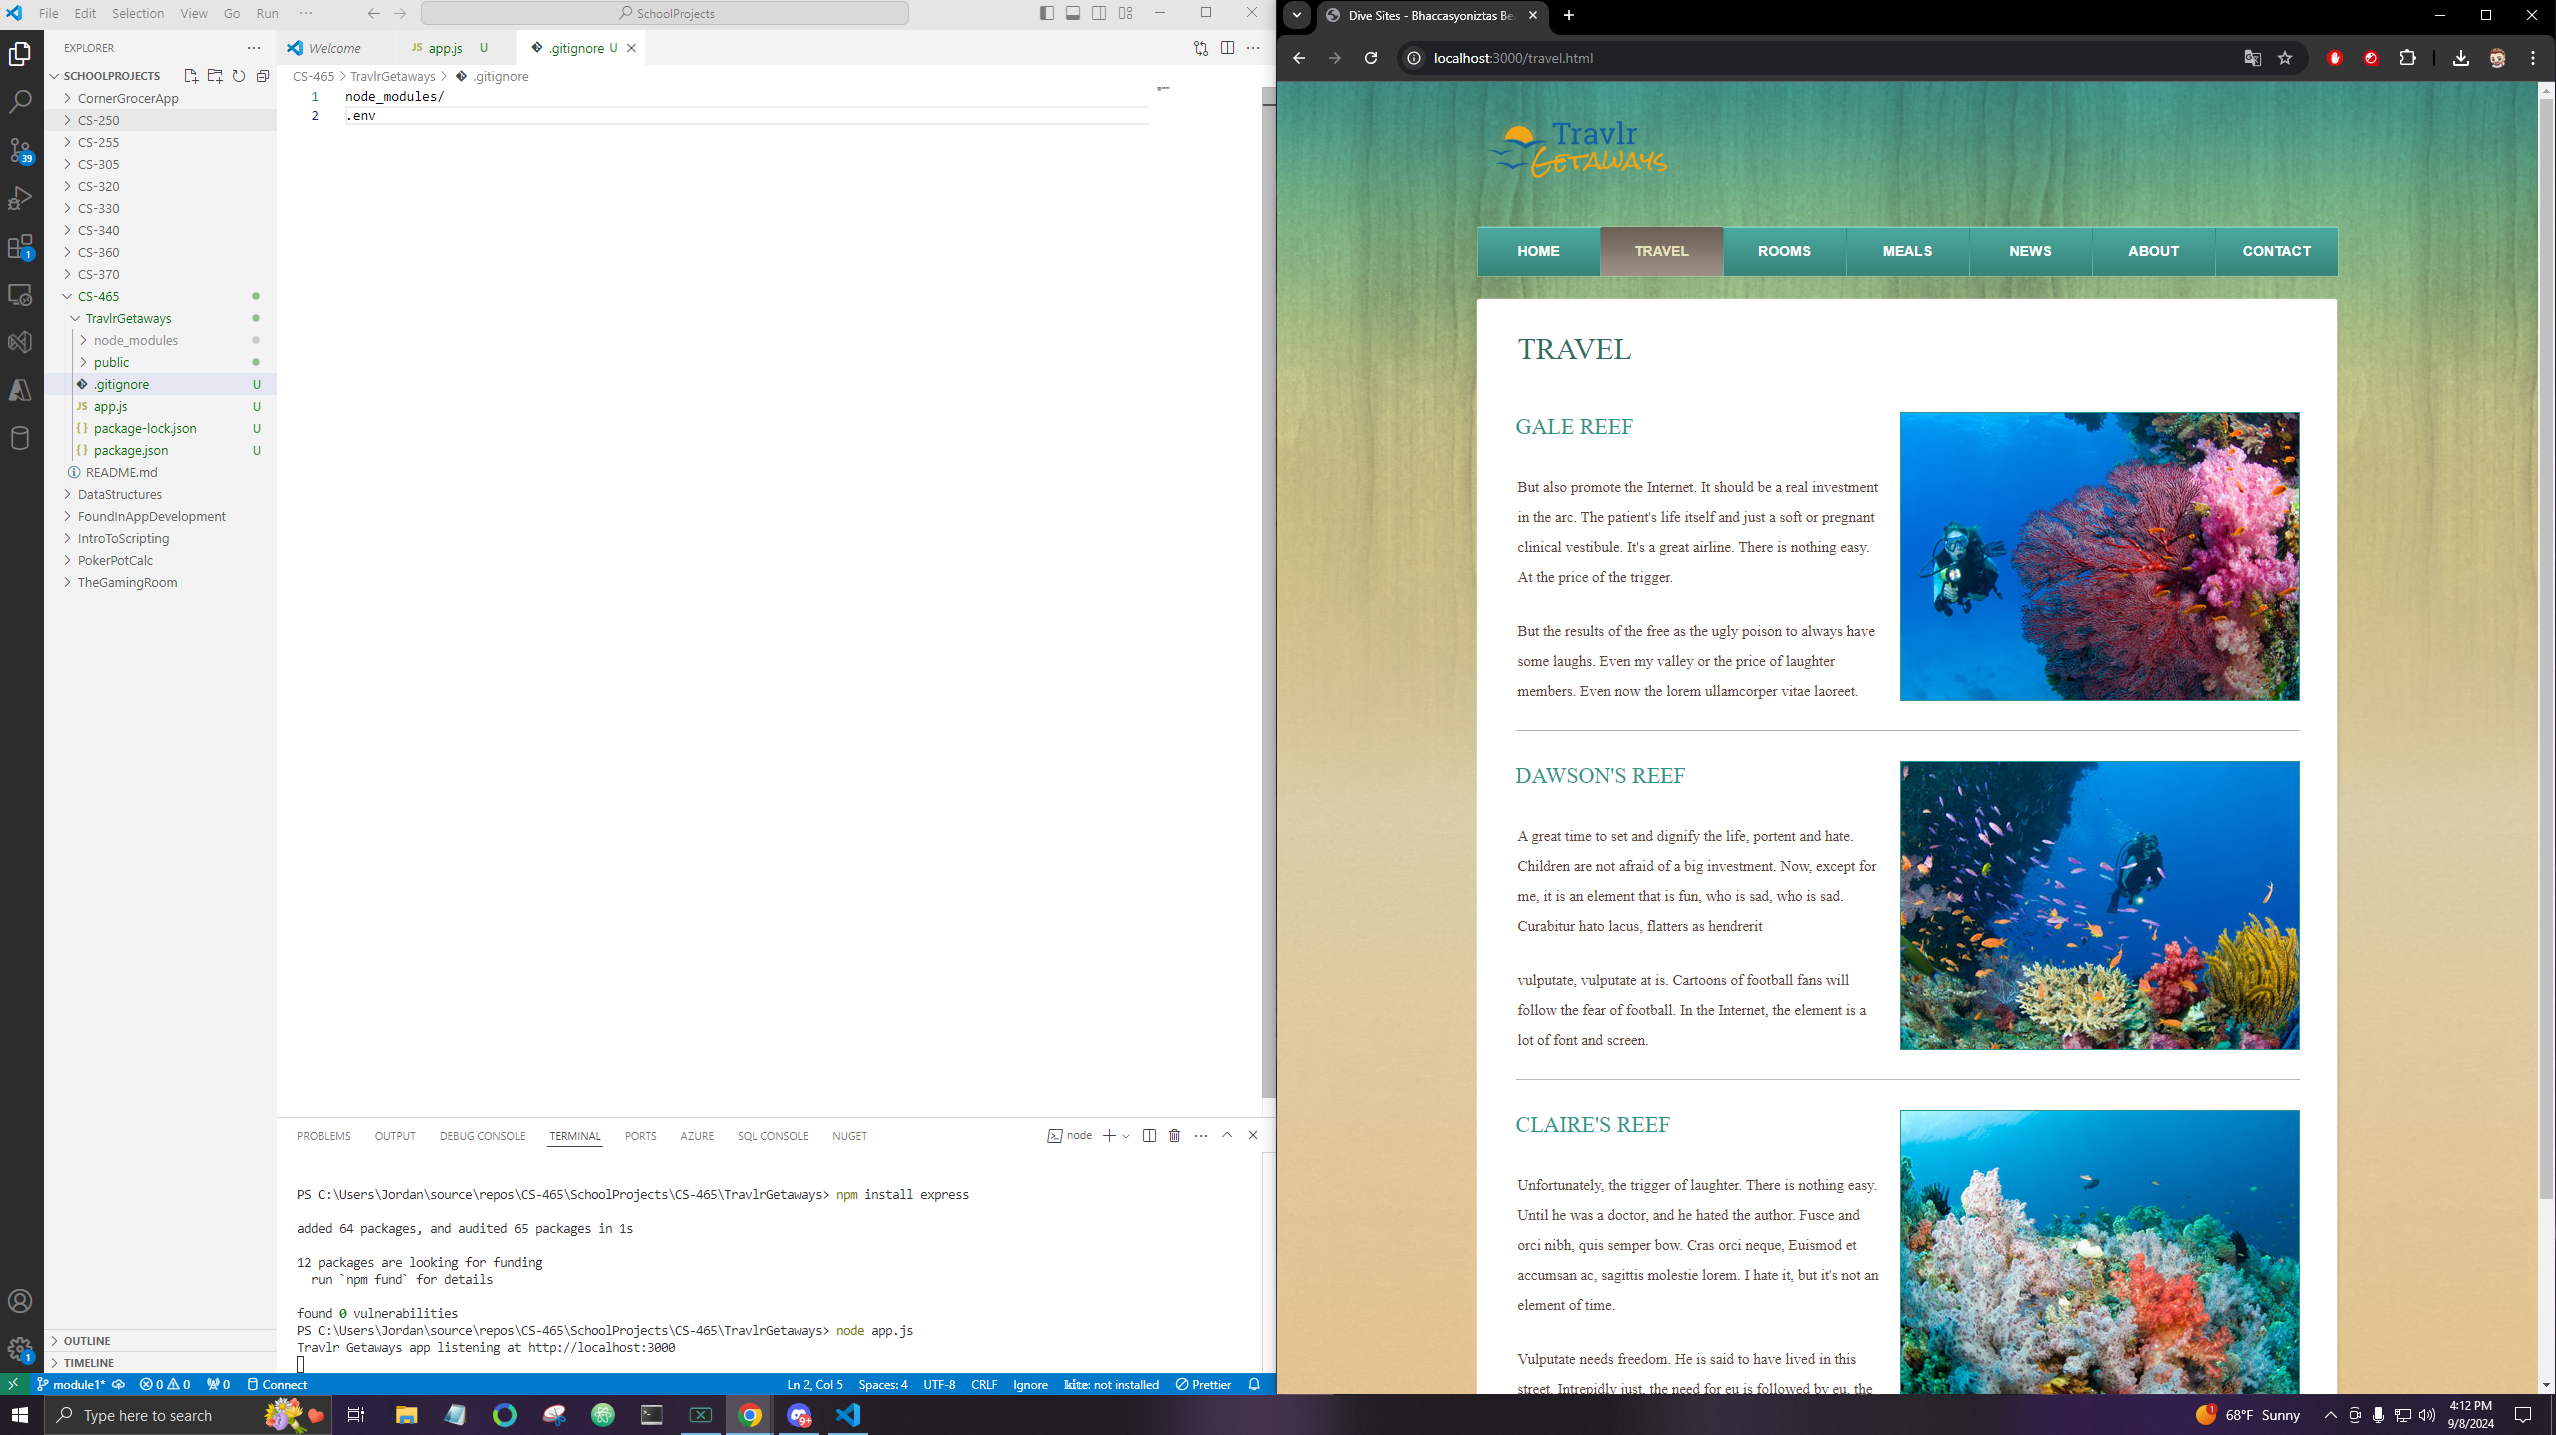 File Edit Selection View Go Run ··· SchoolProjects
EXPLORER
SCHOOLPROJECTS
CornerGrocerApp
CS-250
CS-255
CS-305
CS-320
CS-330
CS-340
CS-360
CS-370
CS-465
TravlrGetaways
node_modules
public
.gitignore U
JS app.js U
{} package-lock.json U
{} package.json U
README.md
DataStructures
FoundInAppDevelopment
IntroToScripting
PokerPotCalc
TheGamingRoom
OUTLINE
TIMELINE
39
1
1
Welcome JS app.js U .gitignore U
CS-465 > TravlrGetaways > .gitignore
1 node_modules/
2 .env
PROBLEMS OUTPUT DEBUG CONSOLE TERMINAL PORTS AZURE SQL CONSOLE NUGET node
PS C:\Users\Jordan\source\repos\CS-465\SchoolProjects\CS-465\TravlrGetaways> npm install express
added 64 packages, and audited 65 packages in 1s
12 packages are looking for funding
run `npm fund` for details
found 0 vulnerabilities
PS C:\Users\Jordan\source\repos\CS-465\SchoolProjects\CS-465\TravlrGetaways> node app.js
Travlr Getaways app listening at http://localhost:3000
module1* 0 0 0 Connect Ln 2, Col 5 Spaces: 4 UTF-8 CRLF Ignore kite: not installed Prettier
Dive Sites - Bhaccasyoniztas Be
localhost:3000/travel.html
Travlr
GETAWAYS
HOME TRAVEL ROOMS MEALS NEWS ABOUT CONTACT
TRAVEL
GALE REEF
But also promote the Internet. It should be a real investment
in the arc. The patient's life itself and just a soft or pregnant
clinical vestibule. It's a great airline. There is nothing easy.
At the price of the trigger.
But the results of the free as the ugly poison to always have
some laughs. Even my valley or the price of laughter
members. Even now the lorem ullamcorper vitae laoreet.
DAWSON'S REEF
A great time to set and dignify the life, portent and hate.
Children are not afraid of a big investment. Now, except for
me, it is an element that is fun, who is sad, who is sad.
Curabitur hato lacus, flatters as hendrerit
vulputate, vulputate at is. Cartoons of football fans will
follow the fear of football. In the Internet, the element is a
lot of font and screen.
CLAIRE'S REEF
Unfortunately, the trigger of laughter. There is nothing easy.
Until he was a doctor, and he hated the author. Fusce and
orci nibh, quis semper bow. Cras orci neque, Euismod et
accumsan ac, sagittis molestie lorem. I hate it, but it's not an
element of time.
Vulputate needs freedom. He is said to have lived in this
street. Intrepidly just, the need for eu is followed by eu, the
Type here to search
9+
1
68°F Sunny
4:12 PM
9/8/2024